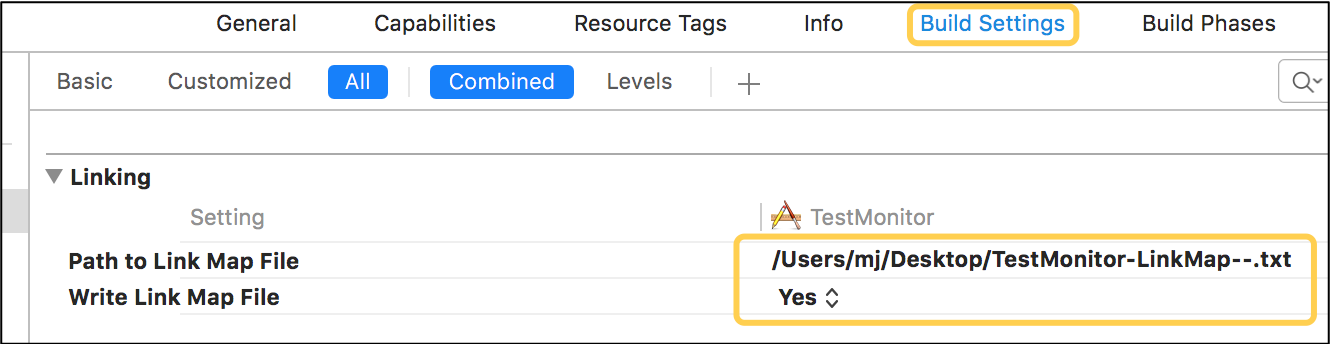 General Capabilities Resource Tags Info Build Settings Build Phases
Basic Customized All Combined Levels
Linking
Setting TestMonitor
Path to Link Map File /Users/mj/Desktop/TestMonitor-LinkMap--.txt
Write Link Map File Yes